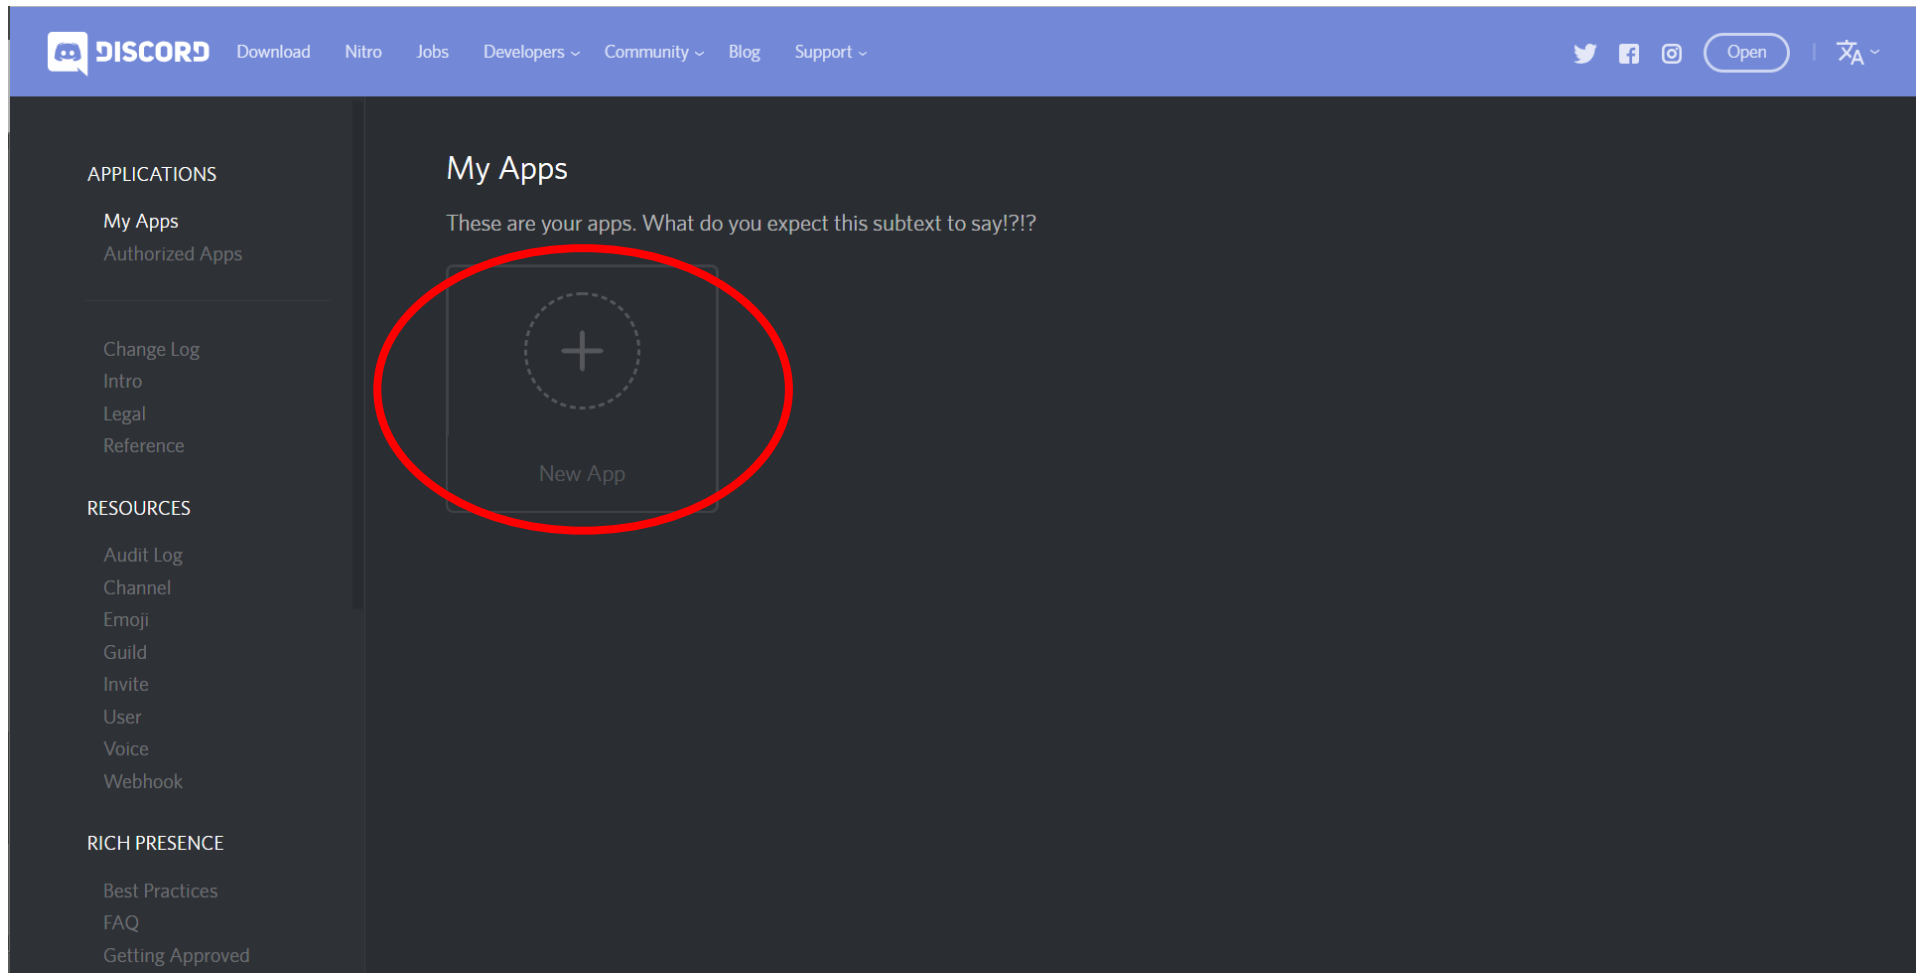 DISCORD Download Nitro Jobs Developers Community Blog Support Open
APPLICATIONS
My Apps
Authorized Apps
Change Log
Intro
Legal
Reference
RESOURCES
Audit Log
Channel
Emoji
Guild
Invite
User
Voice
Webhook
RICH PRESENCE
Best Practices
FAQ
Getting Approved
My Apps
These are your apps. What do you expect this subtext to say!?!?
New App